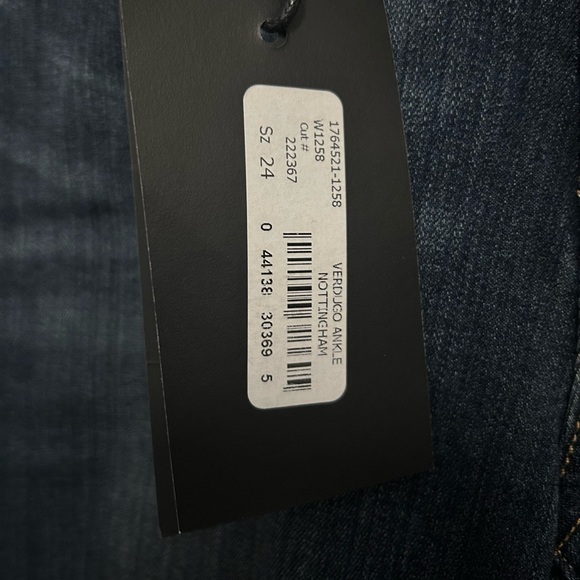 1764521-1258
W1258
Cut #
222367
Sz 24
VERDUGO ANKLE
NOTTINGHAM
0 44138 30369 5